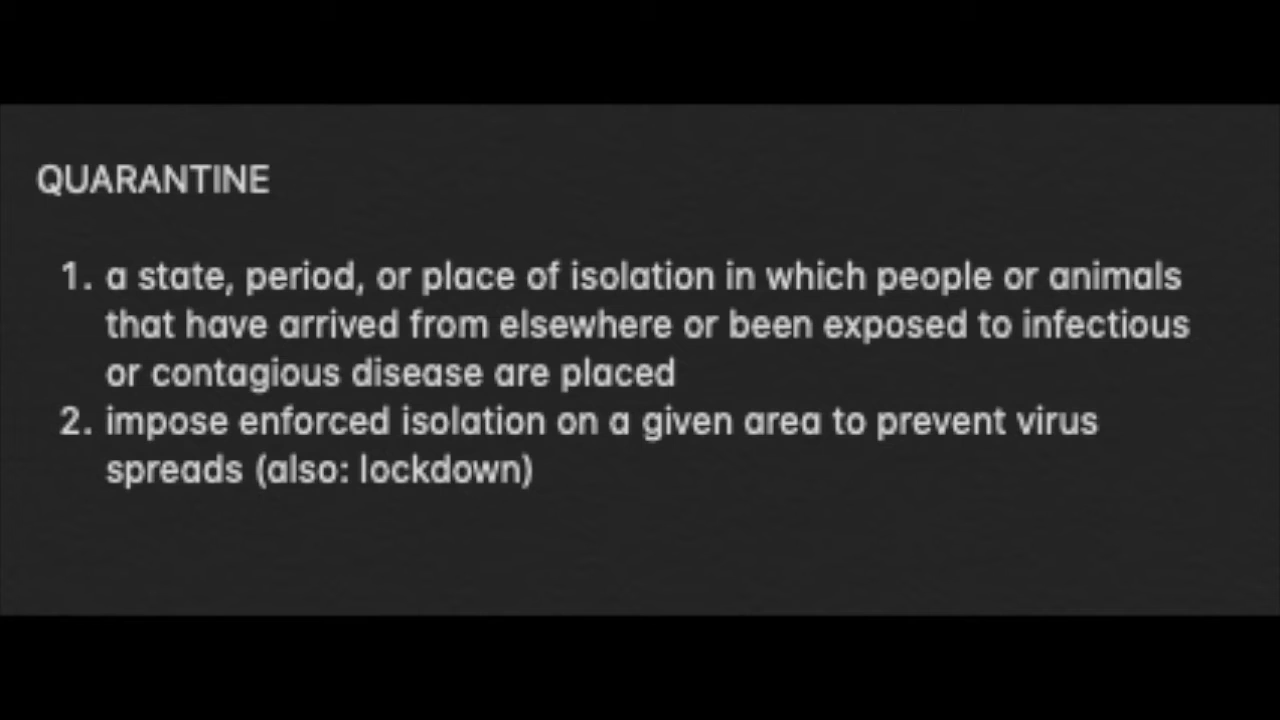 QUARANTINE
1. a state, period, or place of isolation in which people or animals
that have arrived from elsewhere or been exposed to infectious
or contagious disease are placed
2. impose enforced isolation on a given area to prevent virus
spreads (also: lockdown)